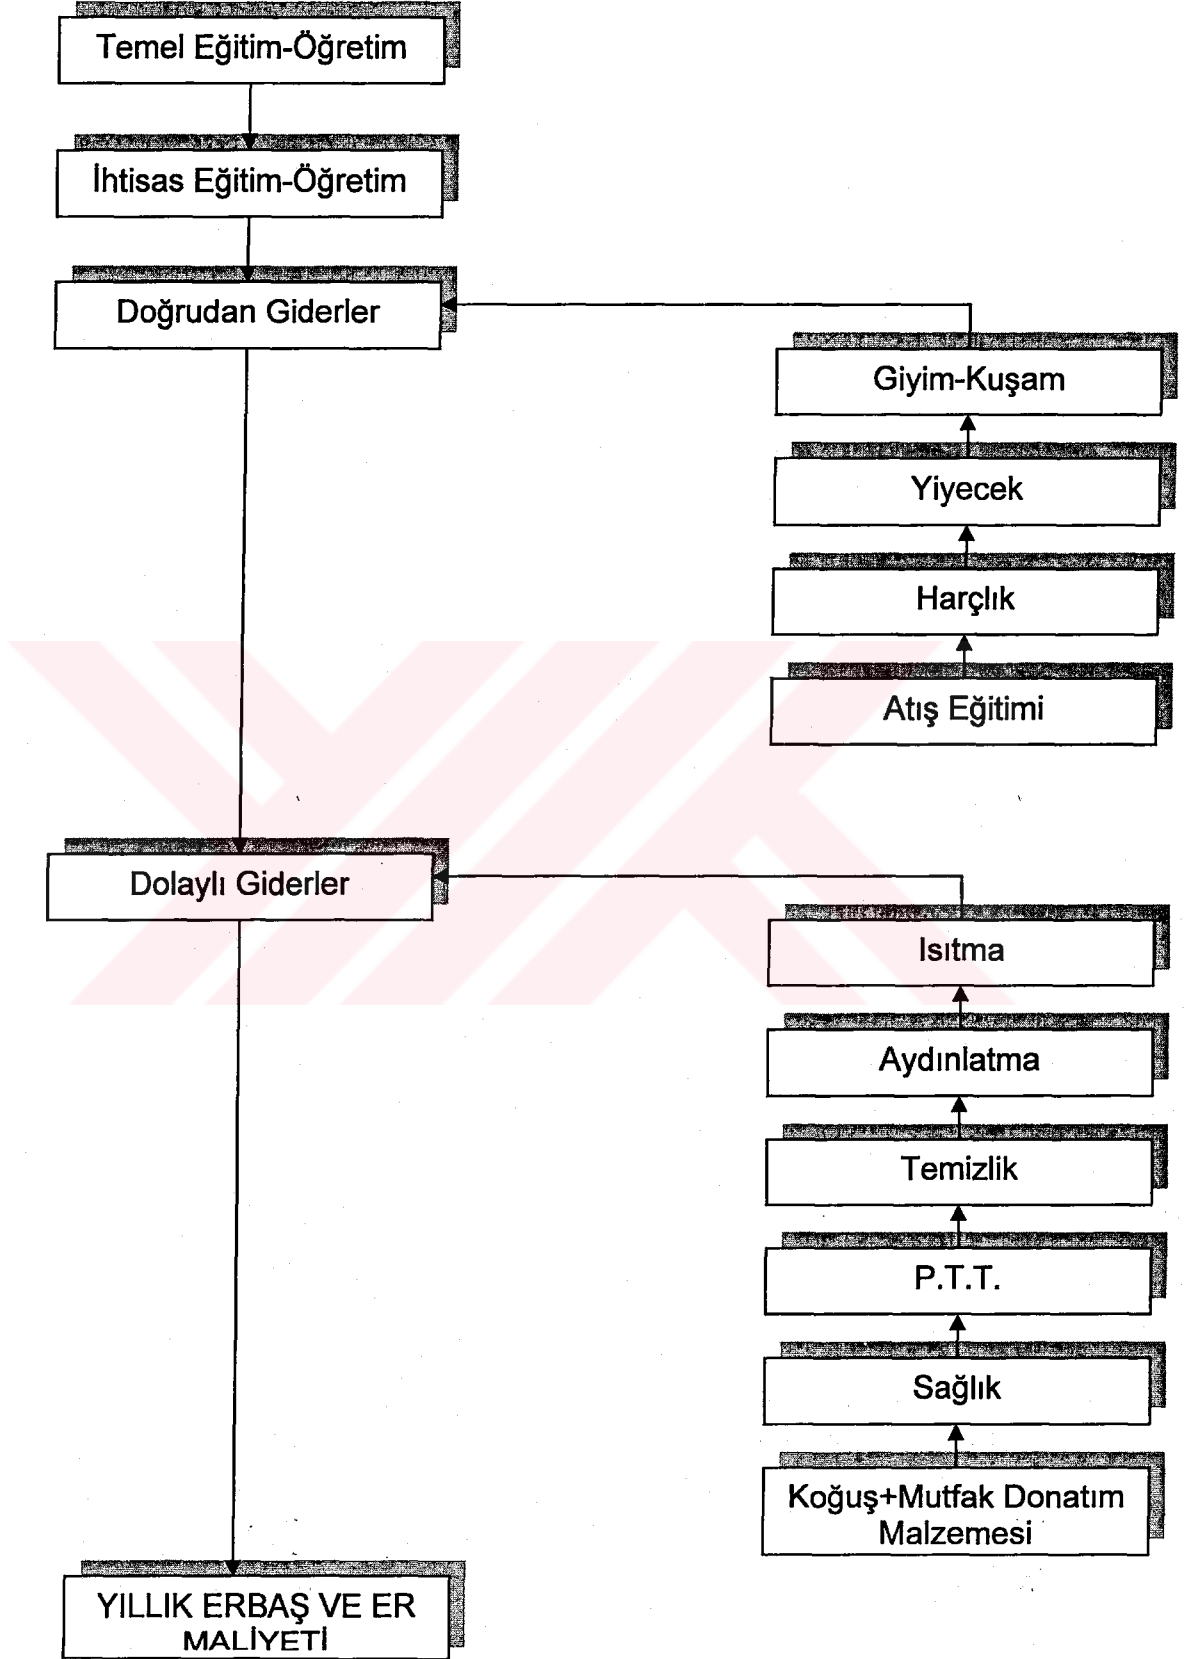 Temel Eğitim-Öğretim
İhtisas Eğitim-Öğretim
Doğrudan Giderler
Giyim-Kuşam
Yiyecek
Harçlık
Atış Eğitimi
Dolaylı Giderler
Isıtma
Aydınlatma
Temizlik
P.T.T.
Sağlık
Koğuş+Mutfak Donatım
Malzemesi
YILLIK ERBAŞ VE ER
MALİYETİ